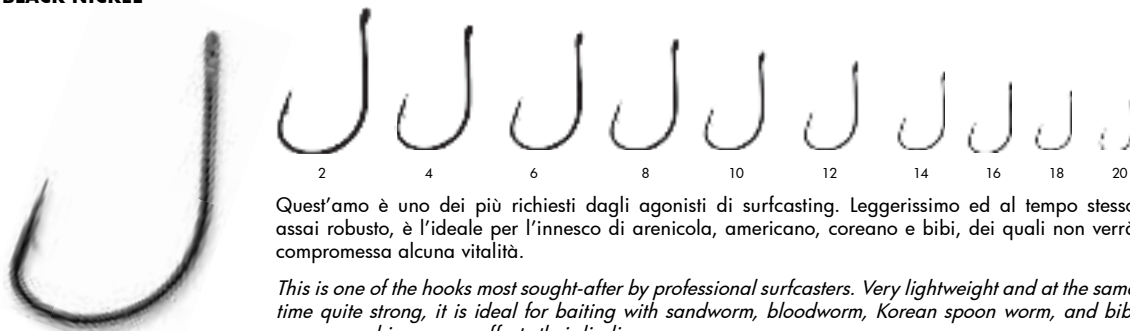 BLACK NICKEL
2 4 6 8 10 12 14 16 18 20
Quest'amo è uno dei più richiesti dagli agonisti di surfcasting. Leggerissimo ed al tempo stesso
assai robusto, è l'ideale per l'innesco di arenicola, americano, coreano e bibi, dei quali non verrà
compromessa alcuna vitalità.
This is one of the hooks most sought-after by professional surfcasters. Very lightweight and at the same
time quite strong, it is ideal for baiting with sandworm, bloodworm, Korean spoon worm, and bibi